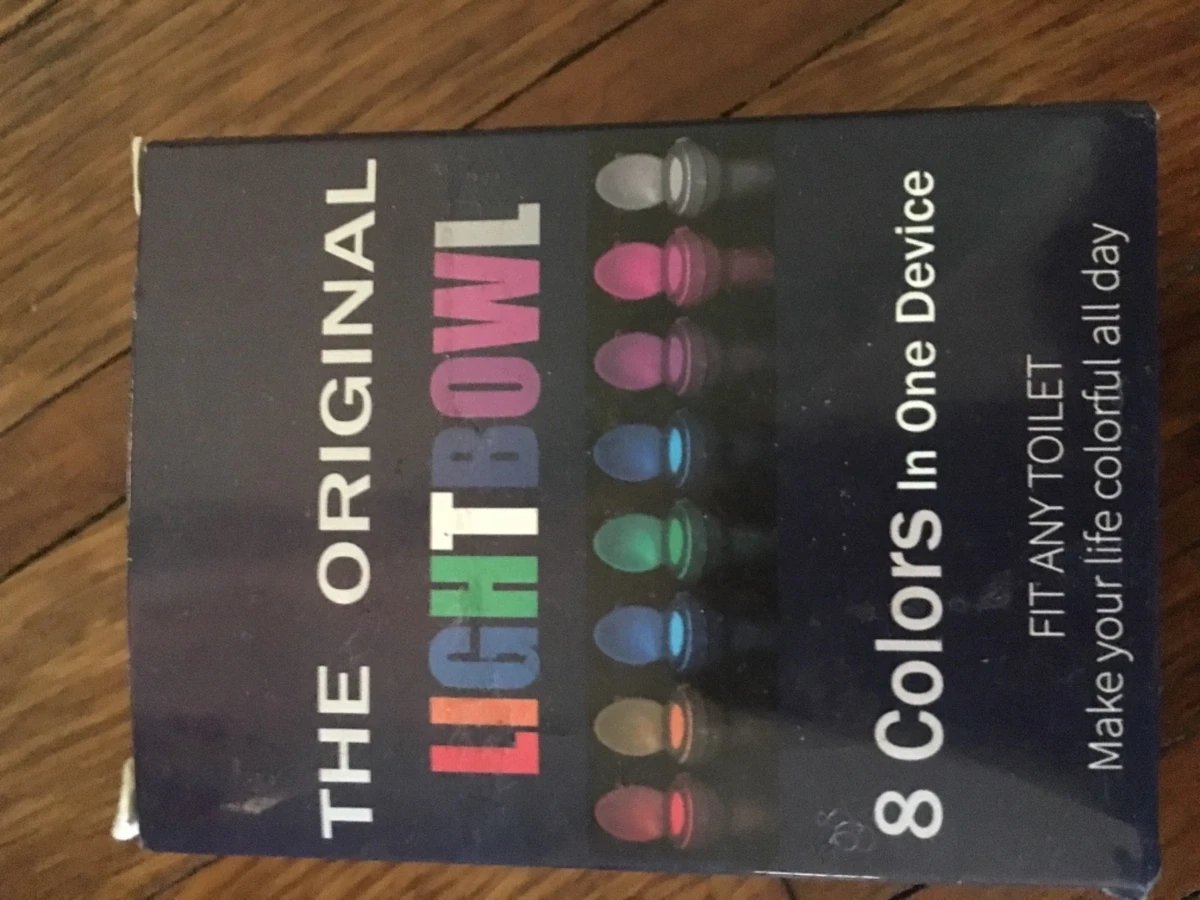 THE ORIGINAL
LIGHTBOWL
8 Colors In One Device
FIT ANY TOILET
Make your life colorful all day